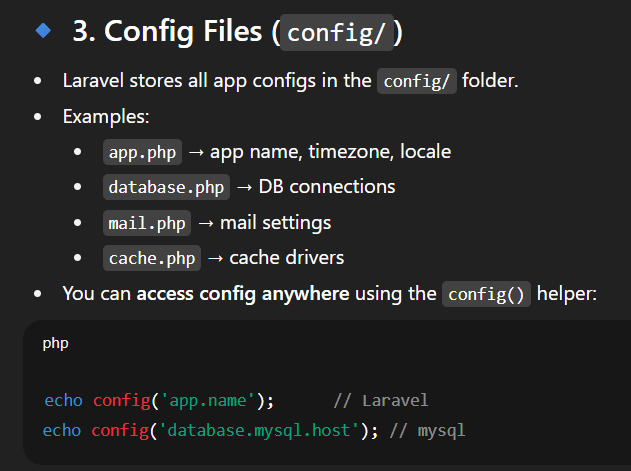 3. Config Files (config/)
Laravel stores all app configs in the config/ folder.
Examples:
app.php → app name, timezone, locale
database.php → DB connections
mail.php → mail settings
cache.php → cache drivers
You can access config anywhere using the config() helper:
php
echo config('app.name');      // Laravel
echo config('database.mysql.host'); // mysql